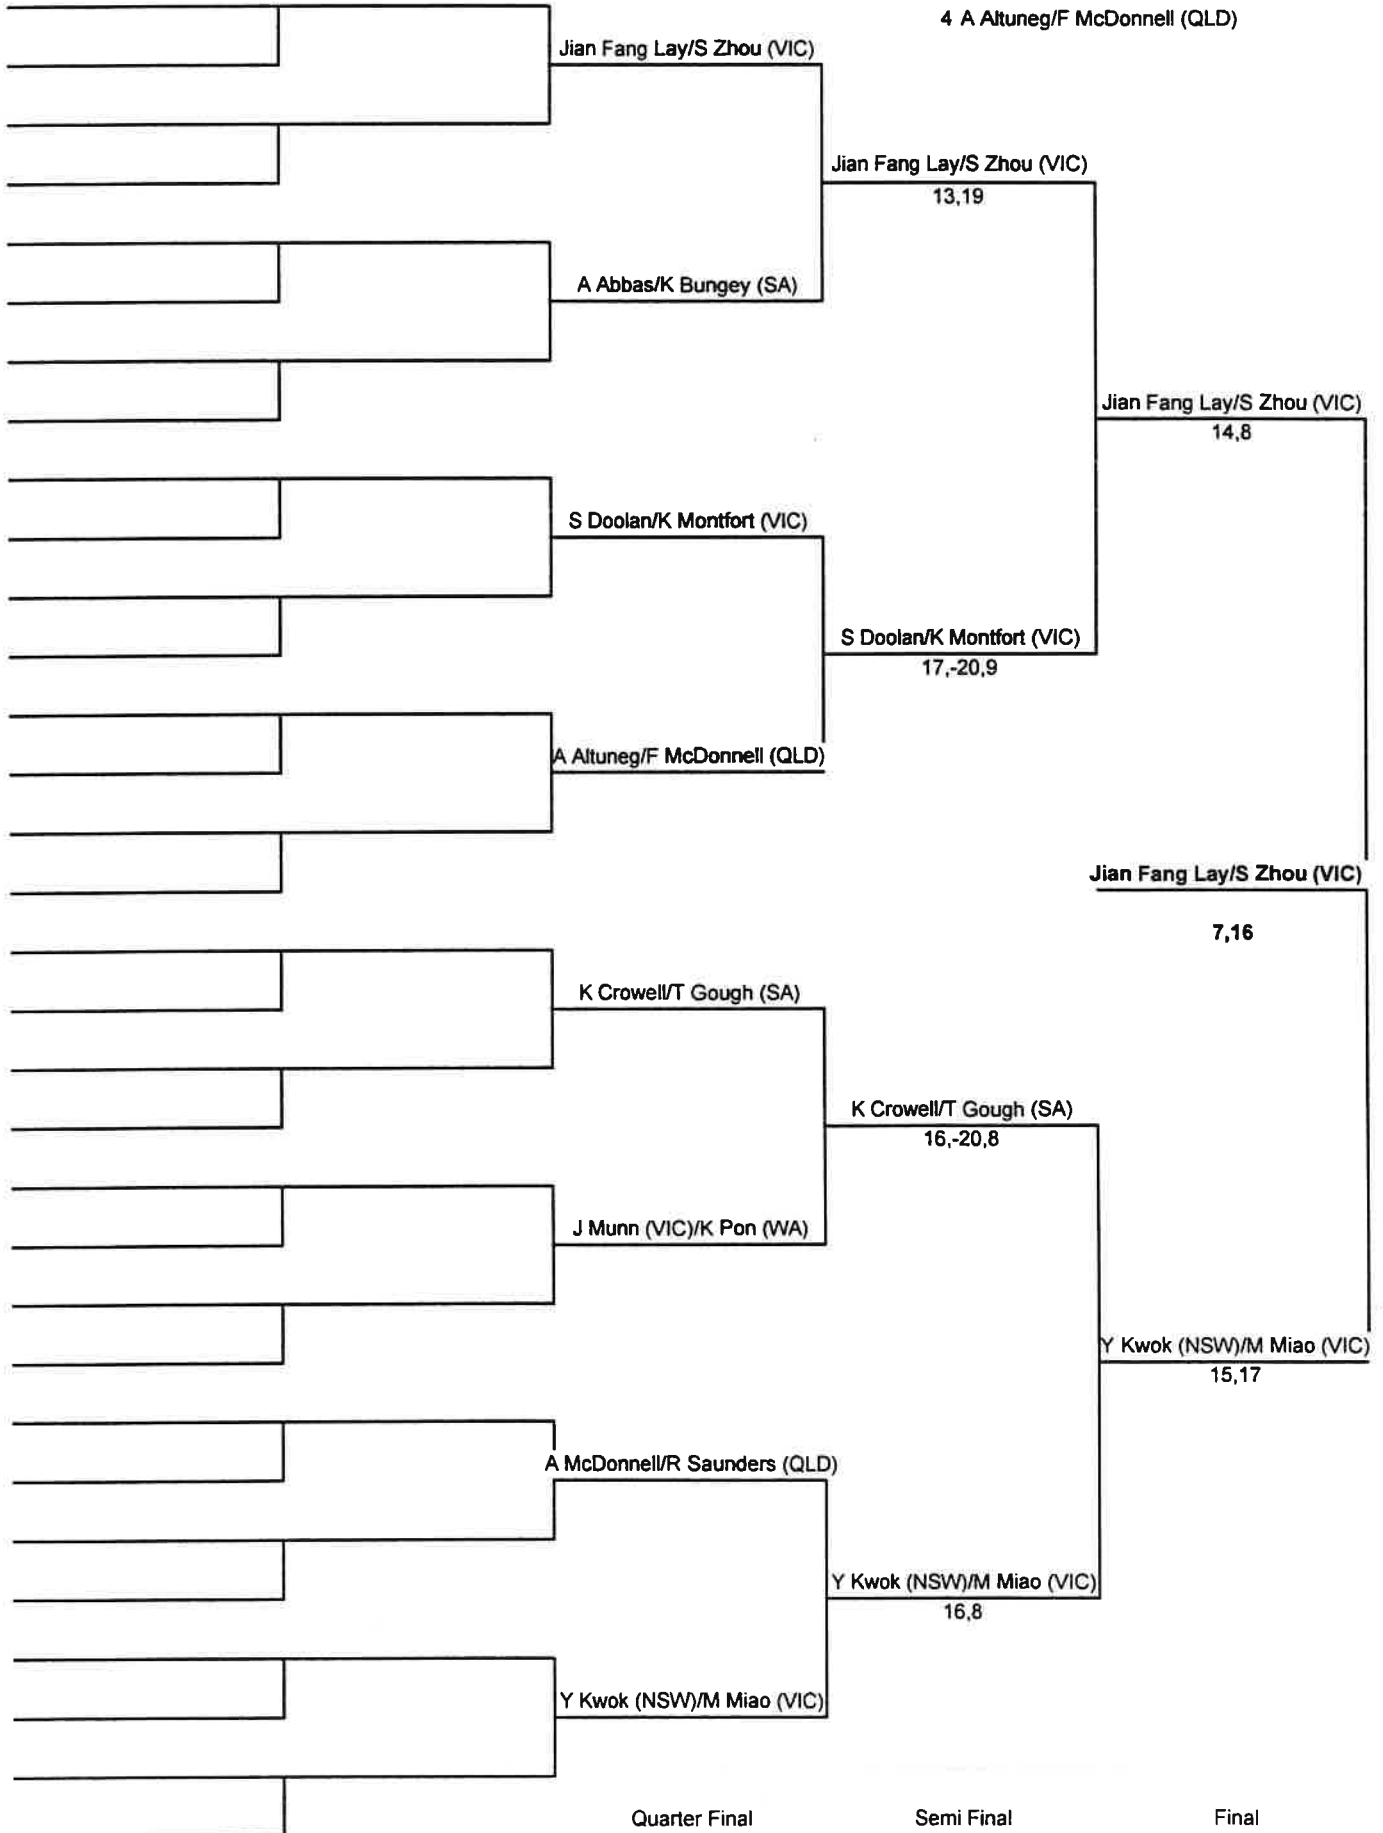 4 A Altuneg/F McDonnell (QLD)
Jian Fang Lay/S Zhou (VIC)
Jian Fang Lay/S Zhou (VIC)
13,19
A Abbas/K Bungey (SA)
Jian Fang Lay/S Zhou (VIC)
14,8
S Doolan/K Montfort (VIC)
S Doolan/K Montfort (VIC)
17,-20,9
A Altuneg/F McDonnell (QLD)
Jian Fang Lay/S Zhou (VIC)
7,16
K Crowell/T Gough (SA)
K Crowell/T Gough (SA)
16,-20,8
J Munn (VIC)/K Pon (WA)
Y Kwok (NSW)/M Miao (VIC)
15,17
A McDonnell/R Saunders (QLD)
Y Kwok (NSW)/M Miao (VIC)
16,8
Y Kwok (NSW)/M Miao (VIC)
Quarter Final Semi Final Final